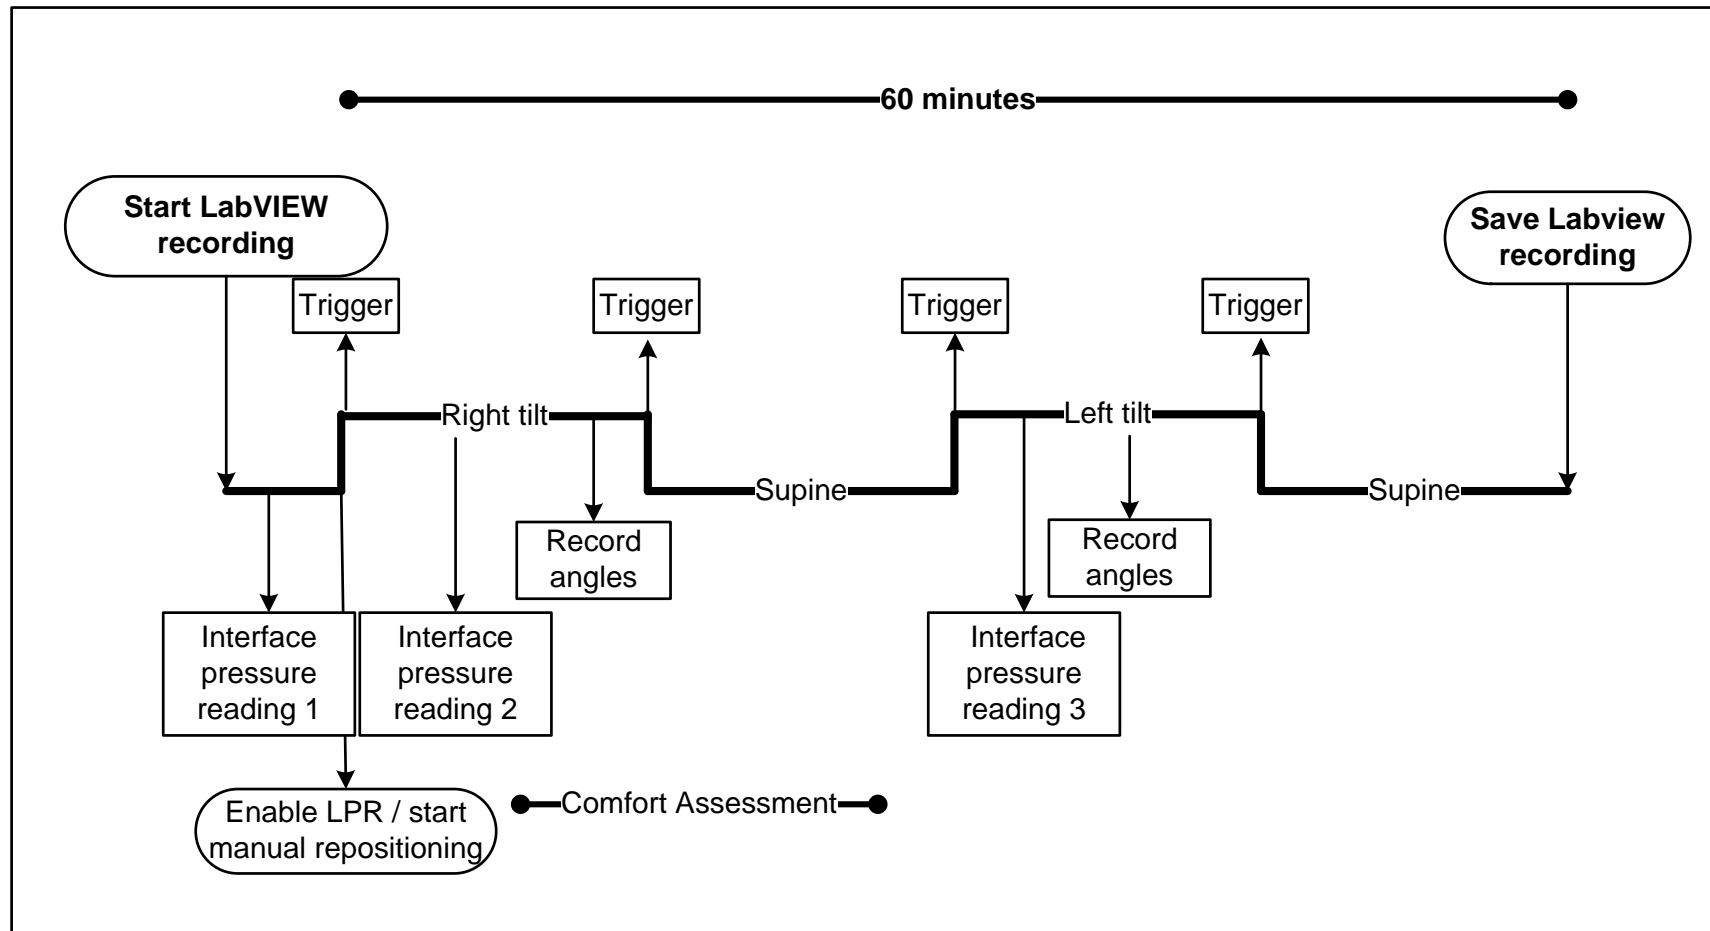 60 minutes
Start LabVIEW
recording
Save Labview
recording
Trigger
Trigger
Trigger
Trigger
Right tilt
Left tilt
Supine
Supine
Record
angles
Record
angles
Interface
pressure
reading 1
Interface
pressure
reading 2
Interface
pressure
reading 3
Enable LPR / start
manual repositioning
Comfort Assessment